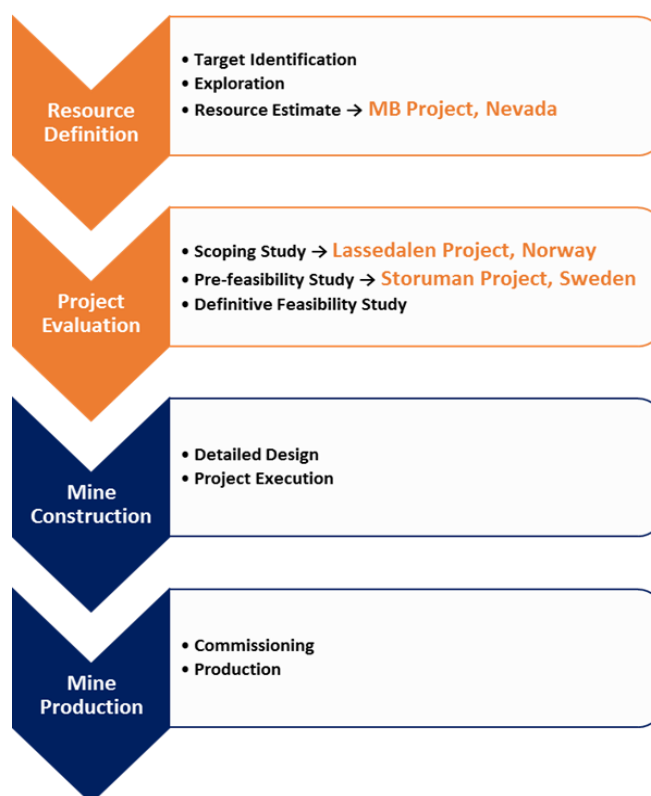 Resource
Definition
• Target Identification
• Exploration
• Resource Estimate → MB Project, Nevada
Project
Evaluation
• Scoping Study → Lassedalen Project, Norway
• Pre-feasibility Study → Storuman Project, Sweden
• Definitive Feasibility Study
Mine
Construction
• Detailed Design
• Project Execution
Mine
Production
• Commissioning
• Production